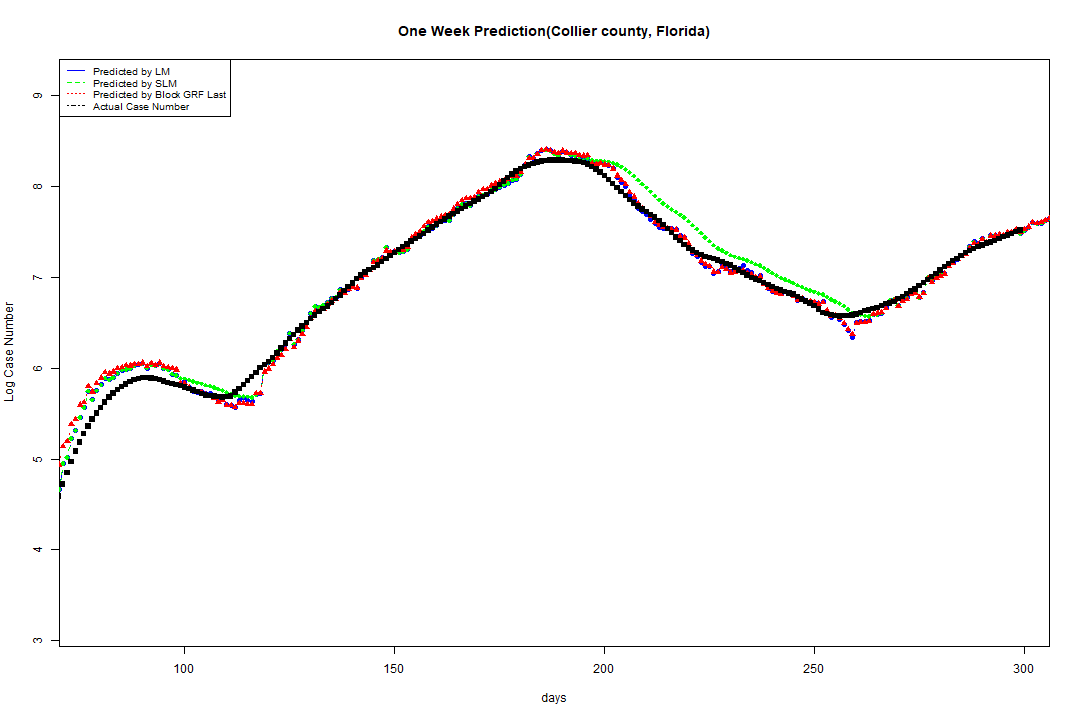 One Week Prediction(Collier county, Florida)
Predicted by LM
Predicted by SLM
Predicted by Block GRF Last
Actual Case Number
9
8
7
6
5
4
3
Log Case Number
100 150 200 250 300
days